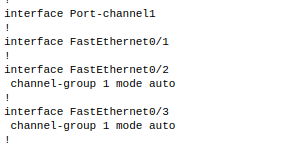 !
interface Port-channel1
!
interface FastEthernet0/1
!
interface FastEthernet0/2
 channel-group 1 mode auto
!
interface FastEthernet0/3
 channel-group 1 mode auto
!